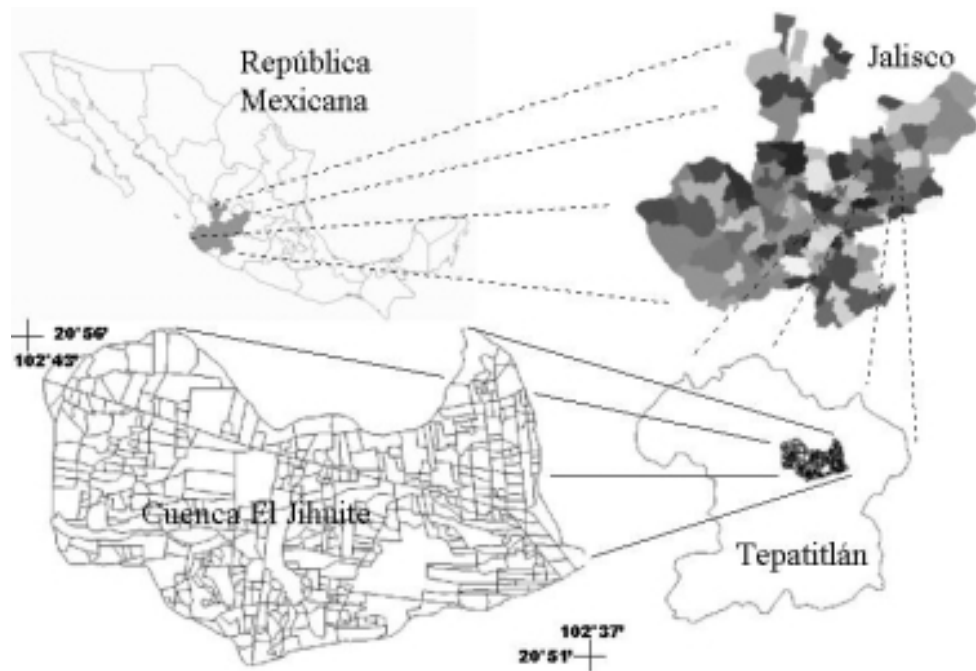 República
Mexicana
Jalisco
20°56'
102°43'
Cuenca El Jihuite
Tepatitlán
102°37'
20°51'